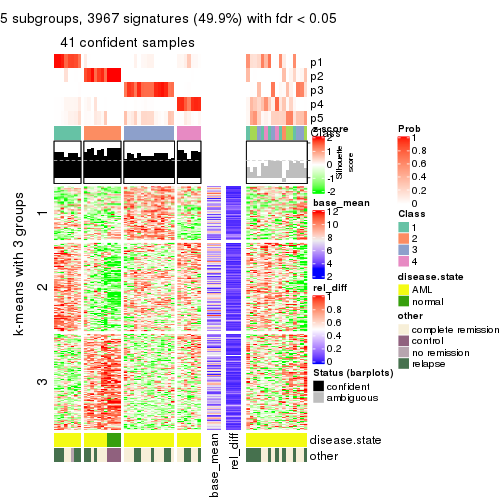 5 subgroups, 3967 signatures (49.9%) with fdr < 0.05
41 confident samples
p1
p2
p3
p4
p5
Class
z-score
2
1
0
-1
-2
Silhouette
score
k-means with 3 groups
1
2
3
base_mean
12
10
8
6
4
2
rel_diff
1
0.8
0.6
0.4
0.2
0
Status (barplots)
confident
ambiguous
Prob
1
0.8
0.6
0.4
0.2
0
Class
1
2
3
4
disease.state
AML
normal
other
complete remission
control
no remission
relapse
disease.state
other
base_mean
rel_diff